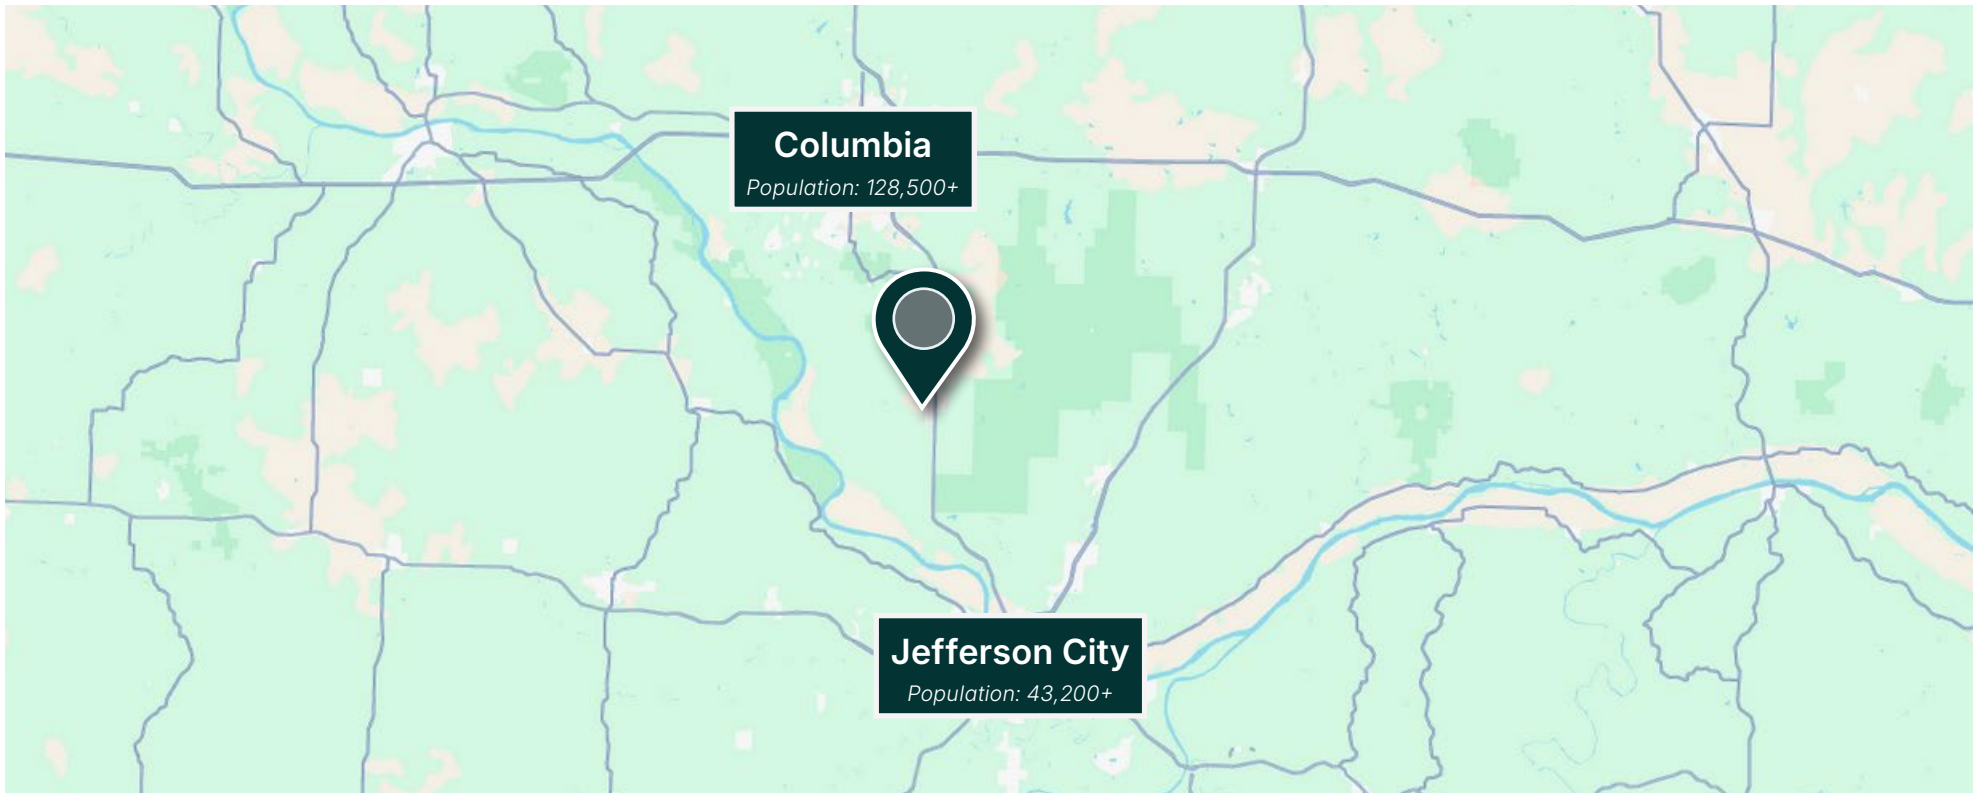 Columbia
Population: 128,500+
Jefferson City
Population: 43,200+